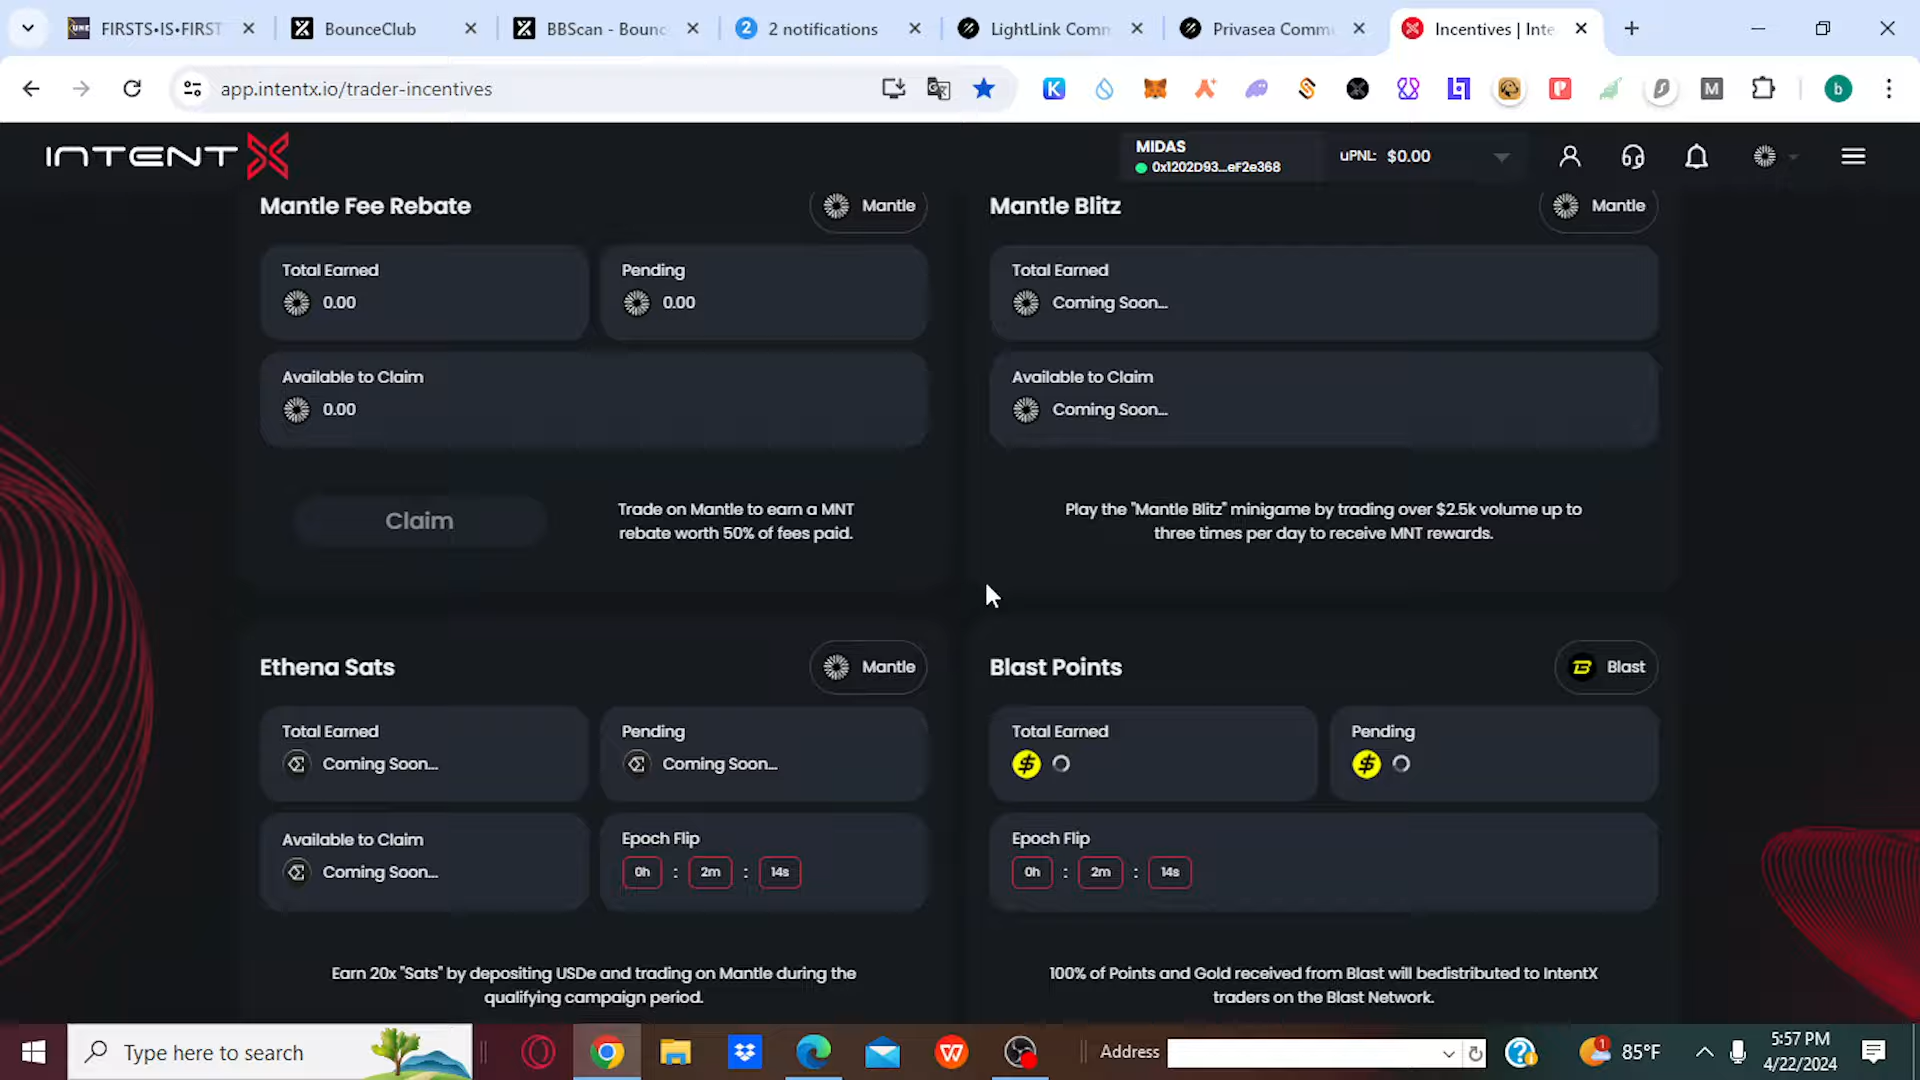 FIRSTS•IS•FIRST
BounceClub
BBScan - Bounc
2 notifications
LightLink Comm
Privasea Commu
Incentives | Inte
app.intentx.io/trader-incentives
INTENTX
MIDAS
0x1202D93...eF2e368
uPNL: $0.00
Mantle Fee Rebate
Mantle
Total Earned
0.00
Pending
0.00
Available to Claim
0.00
Claim
Trade on Mantle to earn a MNT
rebate worth 50% of fees paid.
Mantle Blitz
Mantle
Total Earned
Coming Soon...
Available to Claim
Coming Soon...
Play the "Mantle Blitz" minigame by trading over $2.5k volume up to
three times per day to receive MNT rewards.
Ethena Sats
Mantle
Total Earned
Coming Soon...
Pending
Coming Soon...
Available to Claim
Coming Soon...
Epoch Flip
0h : 2m : 14s
Earn 20x "Sats" by depositing USDe and trading on Mantle during the
qualifying campaign period.
Blast Points
Blast
Total Earned
Pending
Epoch Flip
0h : 2m : 14s
100% of Points and Gold received from Blast will bedistributed to IntentX
traders on the Blast Network.
Type here to search
Address
1
85°F
5:57 PM
4/22/2024